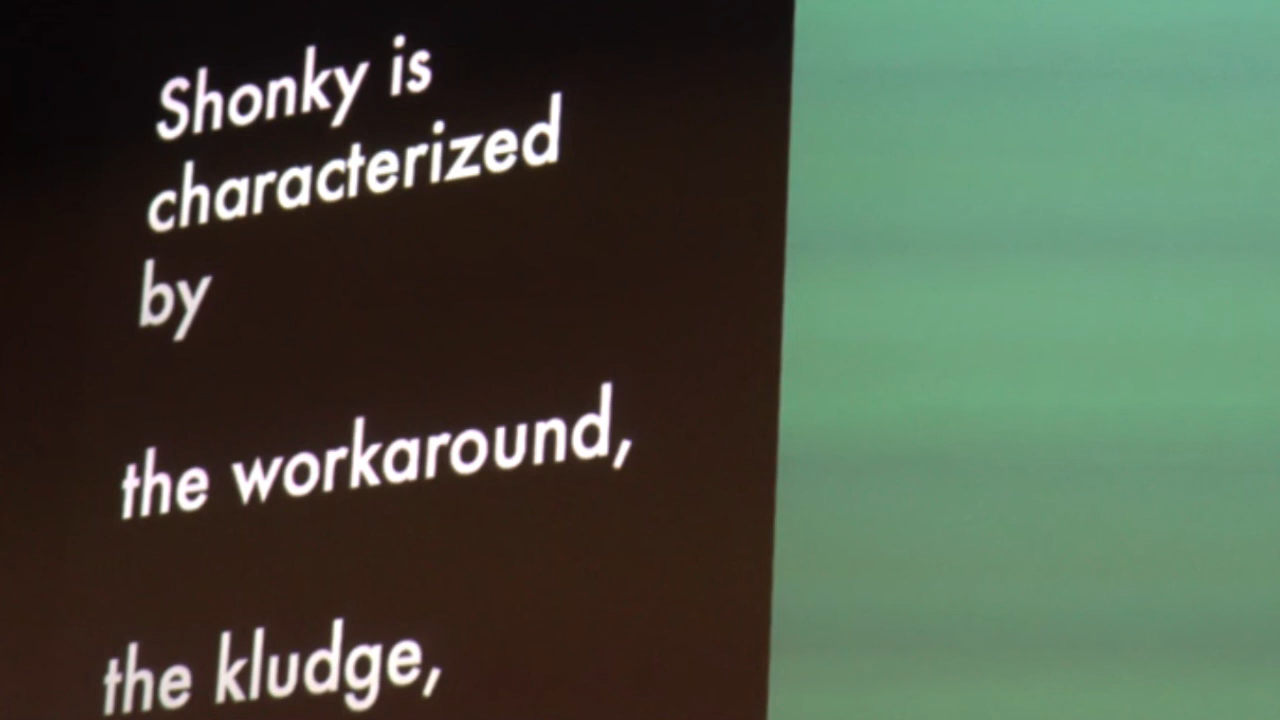 Shonky is
characterized
by
the workaround,
the kludge,